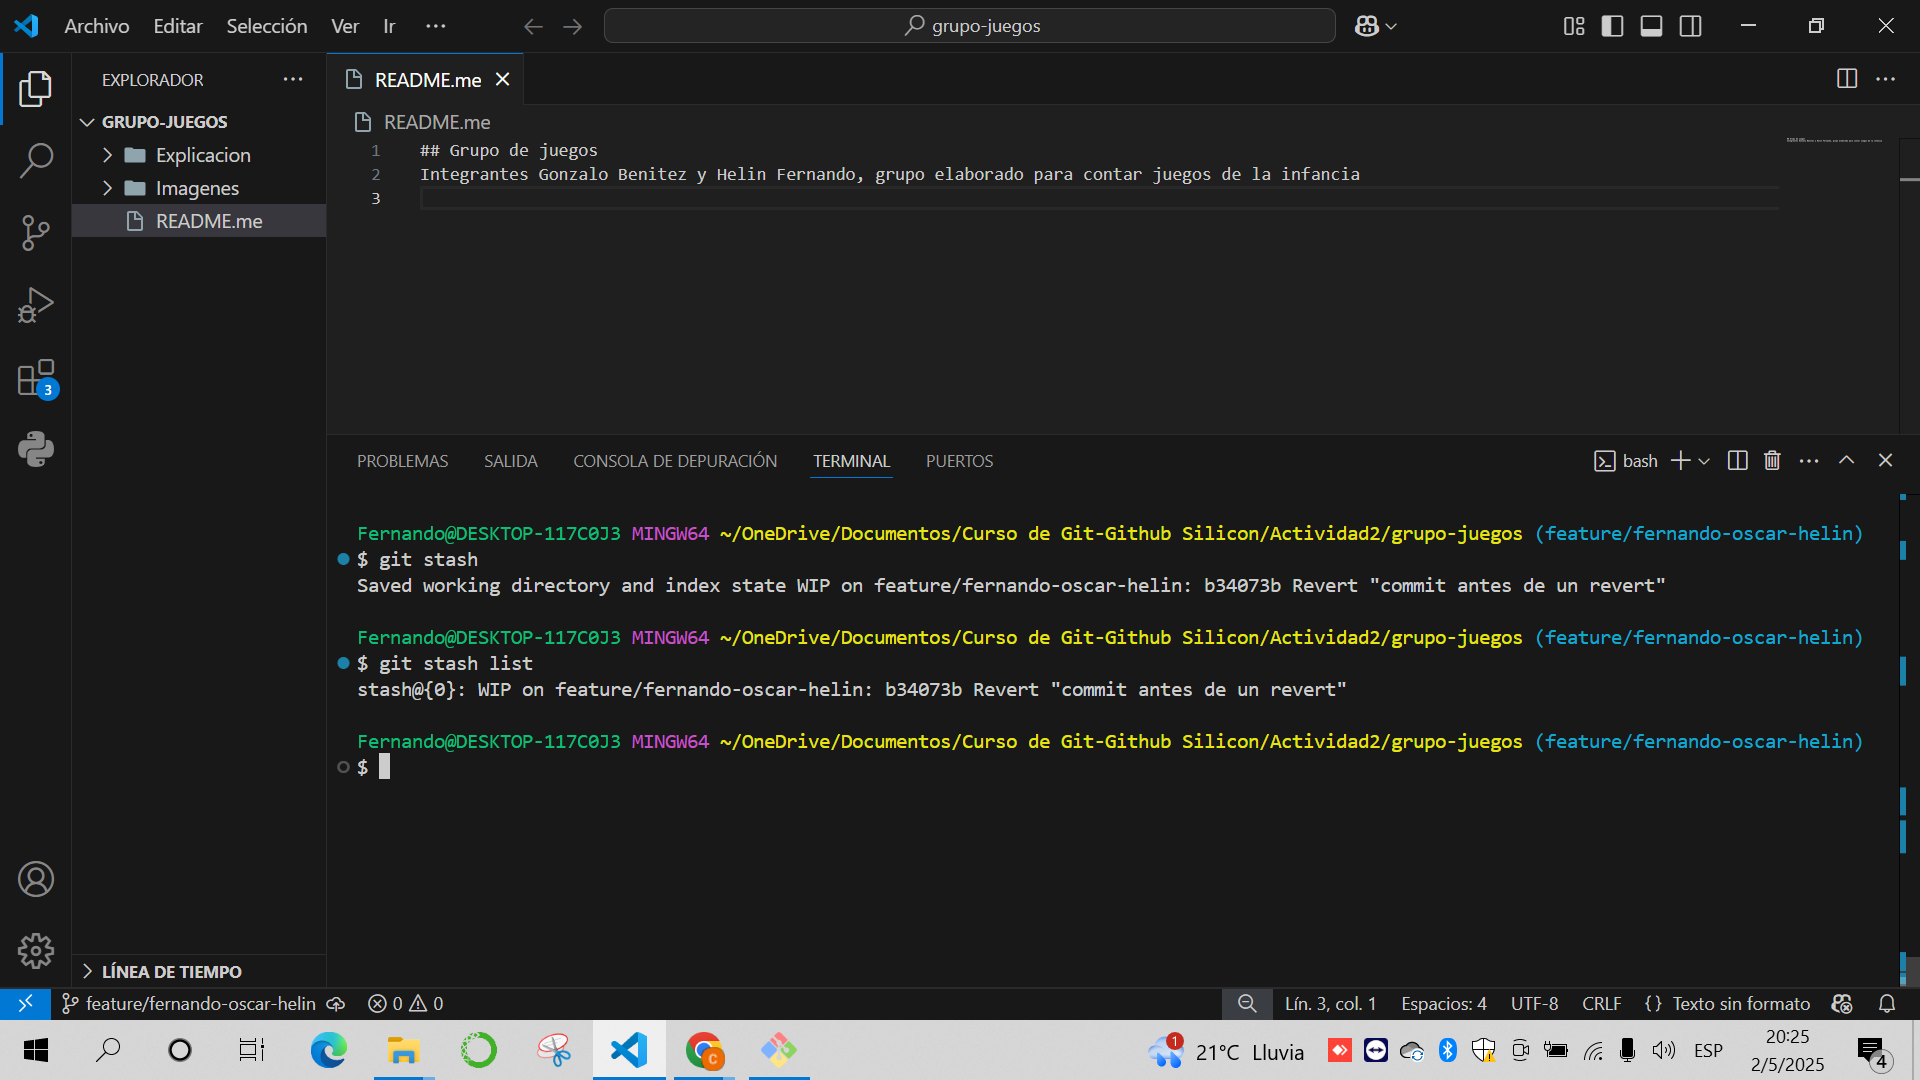 Archivo Editar Selección Ver Ir ··· grupo-juegos
EXPLORADOR ···
GRUPO-JUEGOS
Explicacion
Imagenes
README.me
3
LÍNEA DE TIEMPO
README.me
README.me
1 ## Grupo de juegos
2 Integrantes Gonzalo Benitez y Helin Fernando, grupo elaborado para contar juegos de la infancia
3
PROBLEMAS SALIDA CONSOLA DE DEPURACIÓN TERMINAL PUERTOS bash
Fernando@DESKTOP-117C0J3 MINGW64 ~/OneDrive/Documentos/Curso de Git-Github Silicon/Actividad2/grupo-juegos (feature/fernando-oscar-helin)
$ git stash
Saved working directory and index state WIP on feature/fernando-oscar-helin: b34073b Revert "commit antes de un revert"
Fernando@DESKTOP-117C0J3 MINGW64 ~/OneDrive/Documentos/Curso de Git-Github Silicon/Actividad2/grupo-juegos (feature/fernando-oscar-helin)
$ git stash list
stash@{0}: WIP on feature/fernando-oscar-helin: b34073b Revert "commit antes de un revert"
Fernando@DESKTOP-117C0J3 MINGW64 ~/OneDrive/Documentos/Curso de Git-Github Silicon/Actividad2/grupo-juegos (feature/fernando-oscar-helin)
$
feature/fernando-oscar-helin 0 0 Lín. 3, col. 1 Espacios: 4 UTF-8 CRLF {} Texto sin formato
C 1 21°C Lluvia ESP 20:25
2/5/2025 4